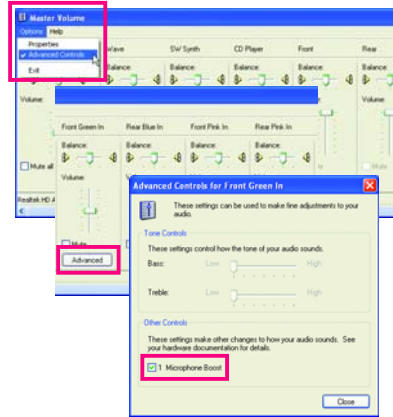 Master Volume
Options Help
Properties
Advanced Controls
Exit
Wave SW Synth CD Player Front Rear
Balance: Balance: Balance: Balance: Balance:
Volume: Volume:
Mute all Mute
Realtek HD A
Front Green In Rear Blue In Front Pink In Rear Pink In
Balance: Balance: Balance: Balance:
Volume:
Mute
Advanced
Advanced Controls for Front Green In
These settings can be used to make fine adjustments to your
audio.
Tone Controls
These settings control how the tone of your audio sounds.
Bass: Low High
Treble: Low High
Other Controls
These settings make other changes to how your audio sounds. See
your hardware documentation for details.
1 Microphone Boost
Close